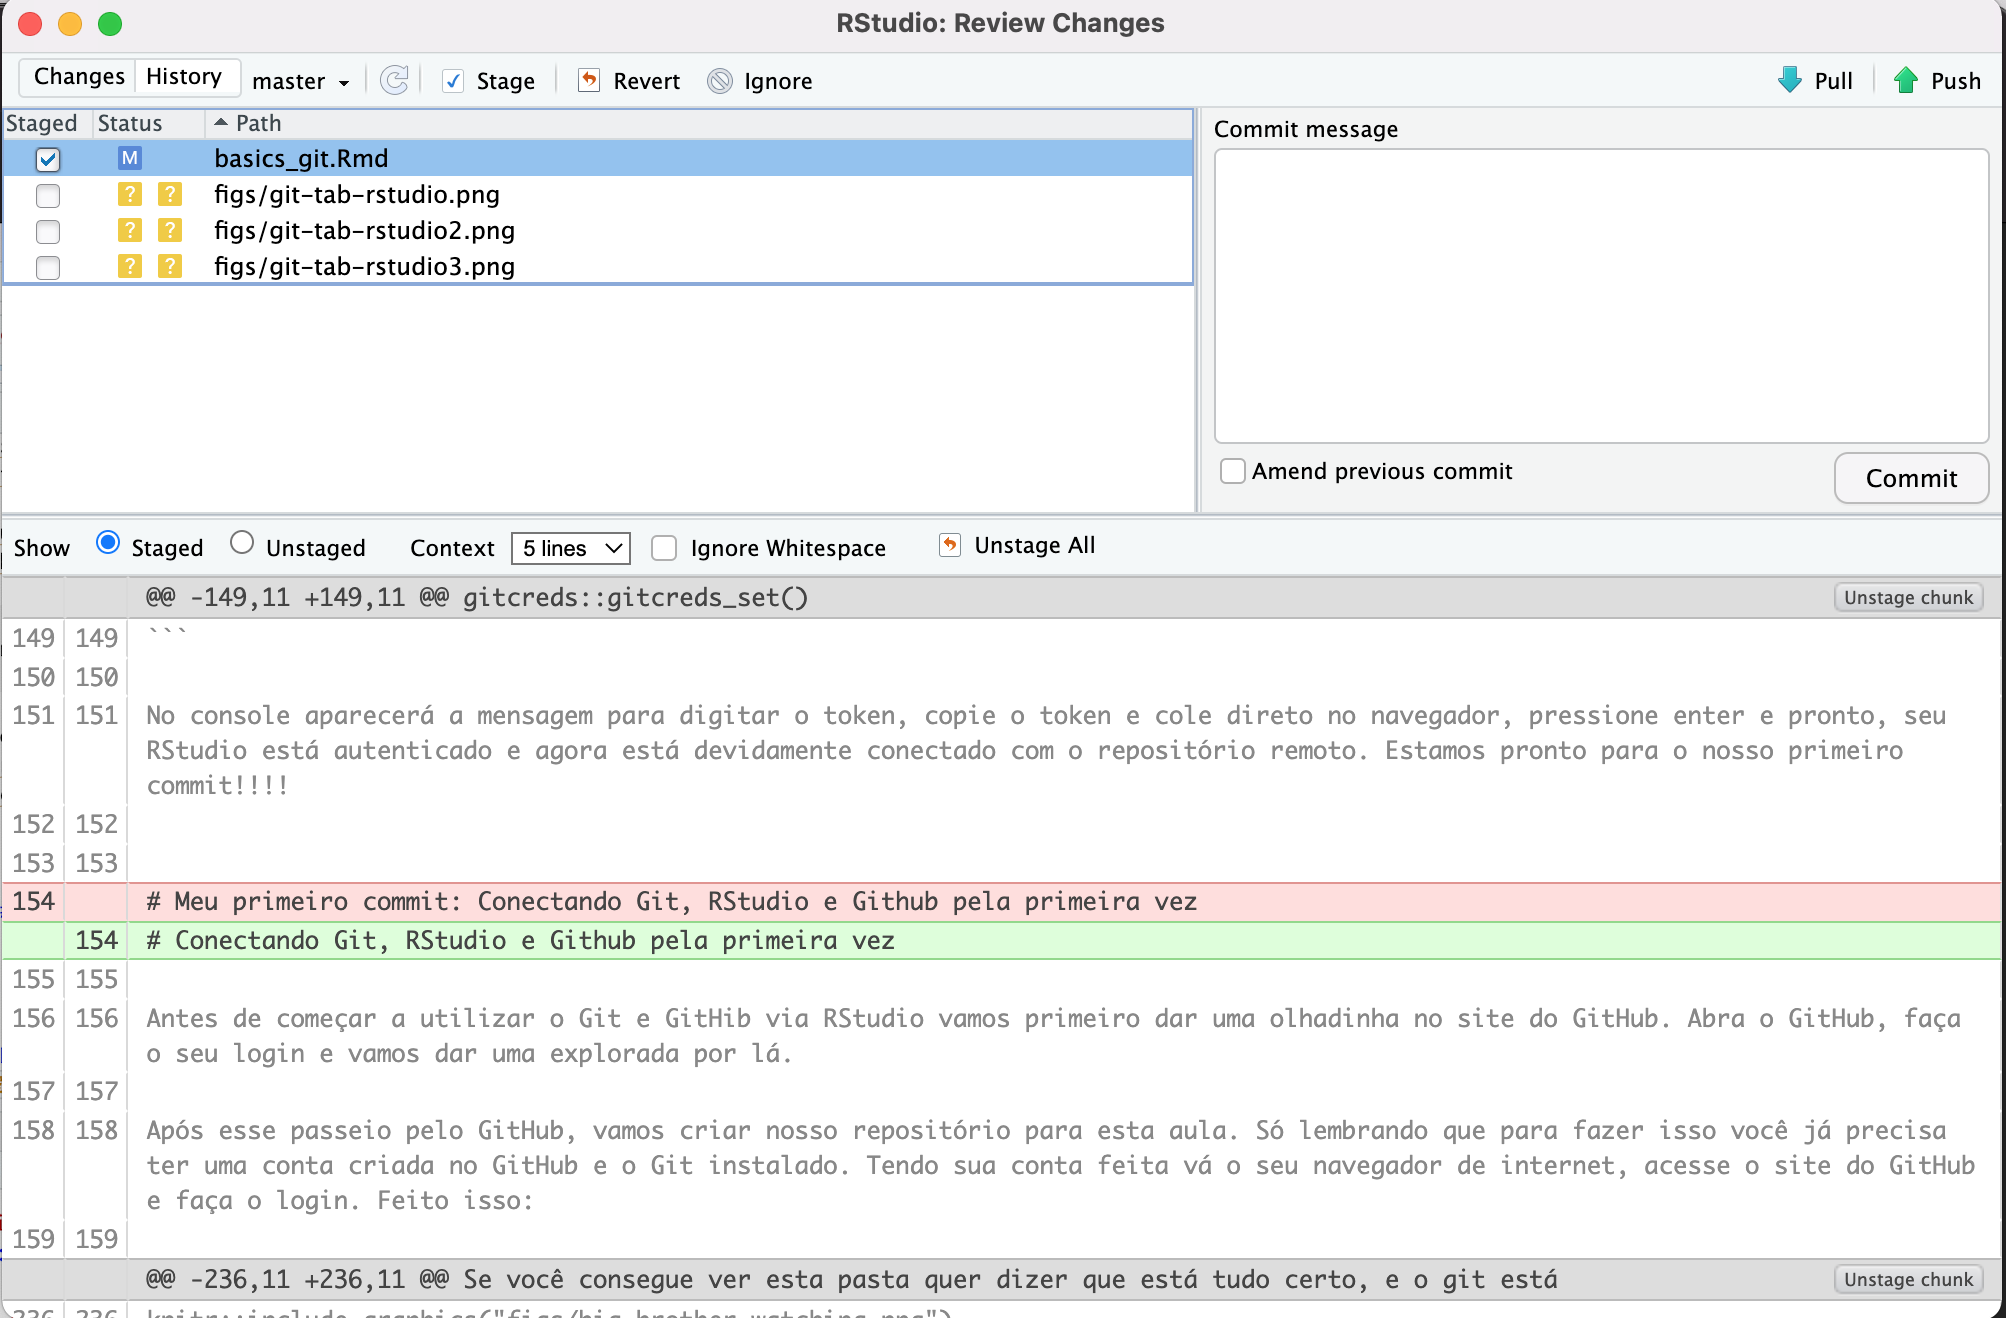 RStudio: Review Changes
Changes History master Stage Revert Ignore Pull Push
Staged Status Path
M basics_git.Rmd
? ? figs/git-tab-rstudio.png
? ? figs/git-tab-rstudio2.png
? ? figs/git-tab-rstudio3.png
Commit message
Amend previous commit
Commit
Show Staged Unstaged Context 5 lines Ignore Whitespace Unstage All
@@ -149,11 +149,11 @@ gitcreds::gitcreds_set() Unstage chunk
149 149 ```
150 150
151 151 No console aparecerá a mensagem para digitar o token, copie o token e cole direto no navegador, pressione enter e pronto, seu
RStudio está autenticado e agora está devidamente conectado com o repositório remoto. Estamos pronto para o nosso primeiro
commit!!!!
152 152
153 153
154 # Meu primeiro commit: Conectando Git, RStudio e Github pela primeira vez
154 # Conectando Git, RStudio e Github pela primeira vez
155 155
156 156 Antes de começar a utilizar o Git e GitHib via RStudio vamos primeiro dar uma olhadinha no site do GitHub. Abra o GitHub, faça
o seu login e vamos dar uma explorada por lá.
157 157
158 158 Após esse passeio pelo GitHub, vamos criar nosso repositório para esta aula. Só lembrando que para fazer isso você já precisa
ter uma conta criada no GitHub e o Git instalado. Tendo sua conta feita vá o seu navegador de internet, acesse o site do GitHub
e faça o login. Feito isso:
159 159
@@ -236,11 +236,11 @@ Se você consegue ver esta pasta quer dizer que está tudo certo, e o git está Unstage chunk
236 236 knitr::include_graphics("figs/big-brother-watching.png")